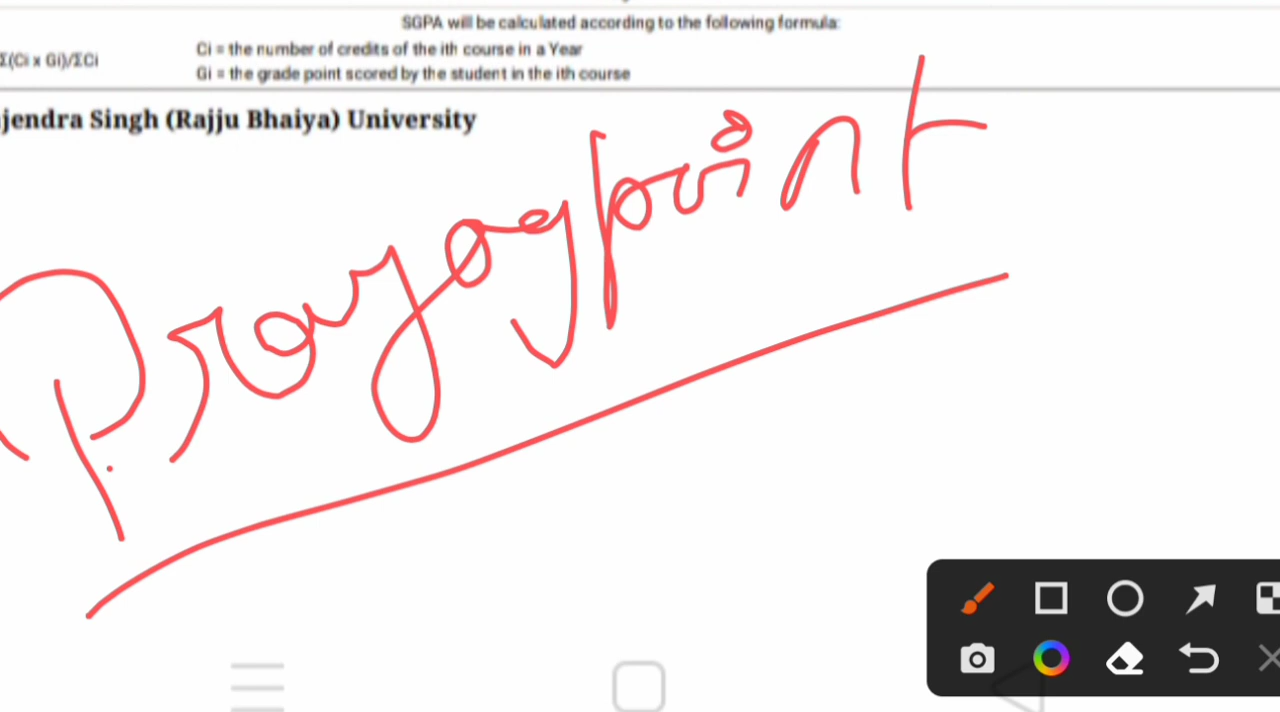 SGPA will be calculated according to the following formula:
Σ(Ci x Gi)/ΣCi
Ci = the number of credits of the ith course in a Year
Gi = the grade point scored by the student in the ith course
jendra Singh (Rajju Bhaiya) University
Prayagpoint